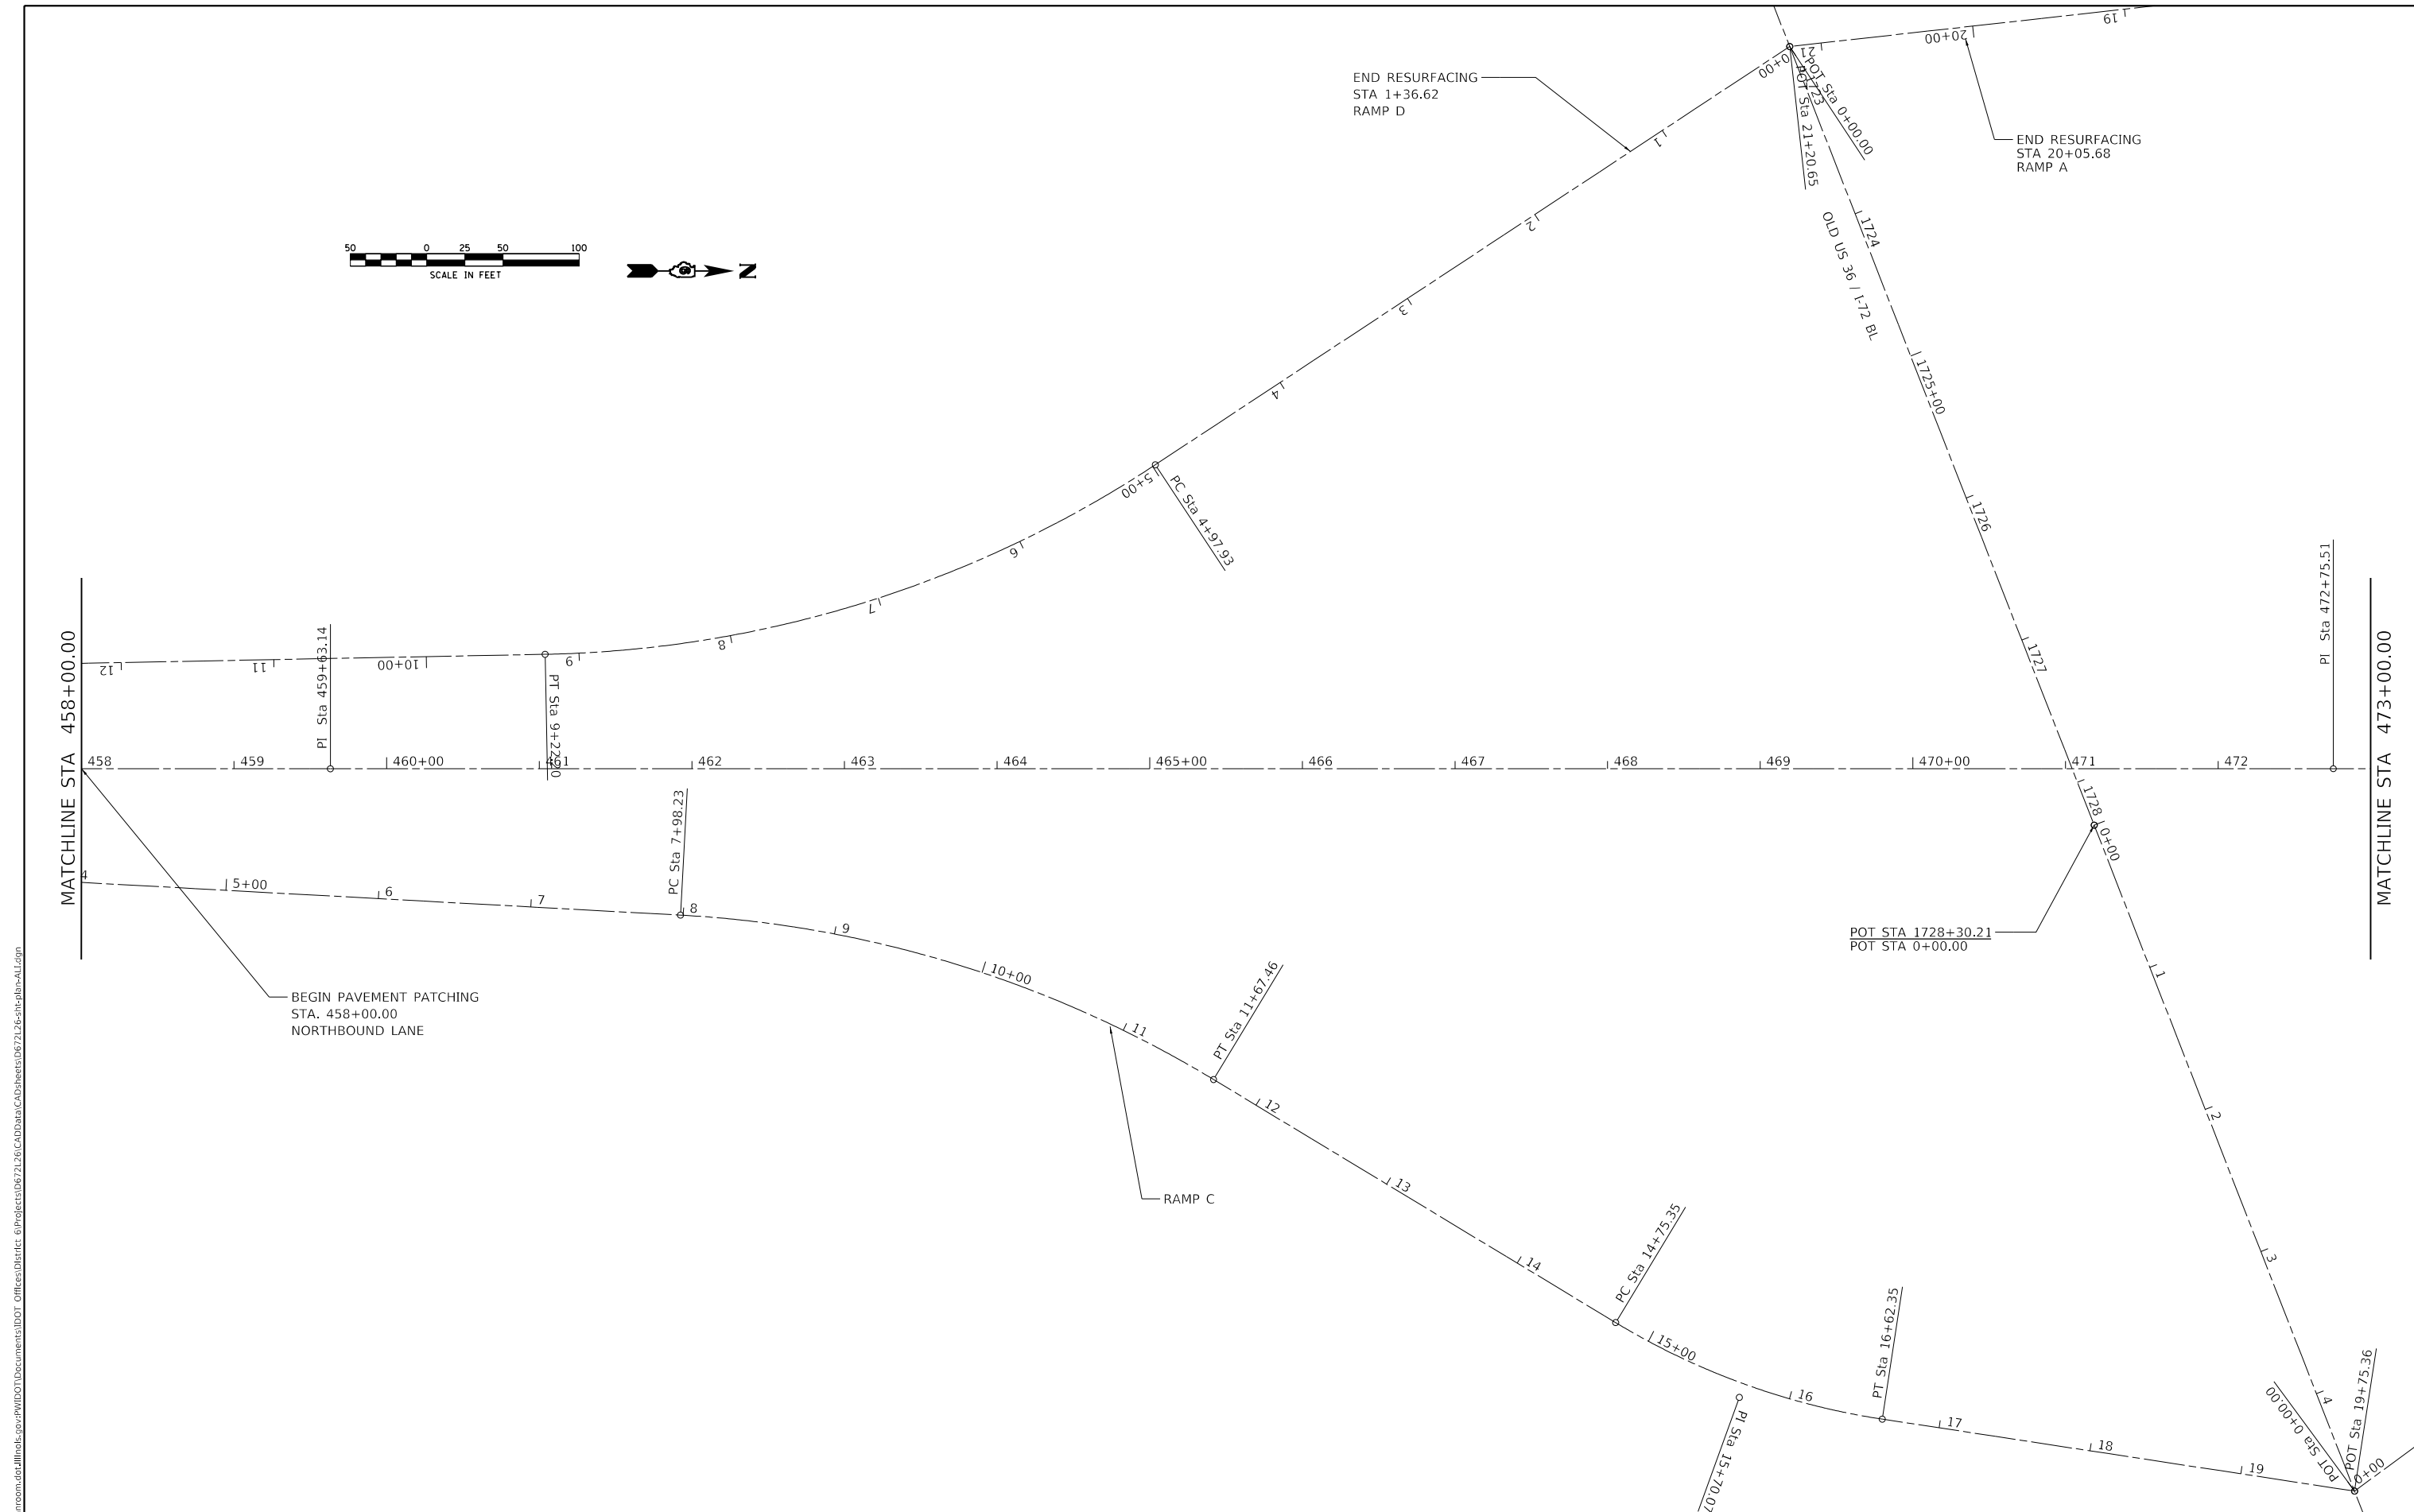 19
20+00
21
0+00
POT Sta 0+00.00
1723
POT Sta 21+20.65
END RESURFACING
STA 1+36.62
RAMP D
END RESURFACING
STA 20+05.68
RAMP A
1
2
3
4
5+00
PC Sta 4+97.93
6
7
8
9
PT Sta 9+22.20
10+00
11
12
50 0 25 50 100
SCALE IN FEET
N
1724
OLD US 36 / I-72 BL
1725+00
1726
1727
1728
0+00
PI Sta 459+63.14
PI Sta 472+75.51
MATCHLINE STA 458+00.00
458 459 460+00 461 462 463 464 465+00 466 467 468 469 470+00 471 472
MATCHLINE STA 473+00.00
4
5+00
6
7
PC Sta 7+98.23
8
9
10+00
11
PT Sta 11+67.46
12
13
14
PC Sta 14+75.35
15+00
PI Sta 15+70.07
16
PT Sta 16+62.35
17
18
19
POT STA 1728+30.21
POT STA 0+00.00
1
2
3
4
POT Sta 0+00.00
POT Sta 19+75.36
0+00
BEGIN PAVEMENT PATCHING
STA. 458+00.00
NORTHBOUND LANE
RAMP C